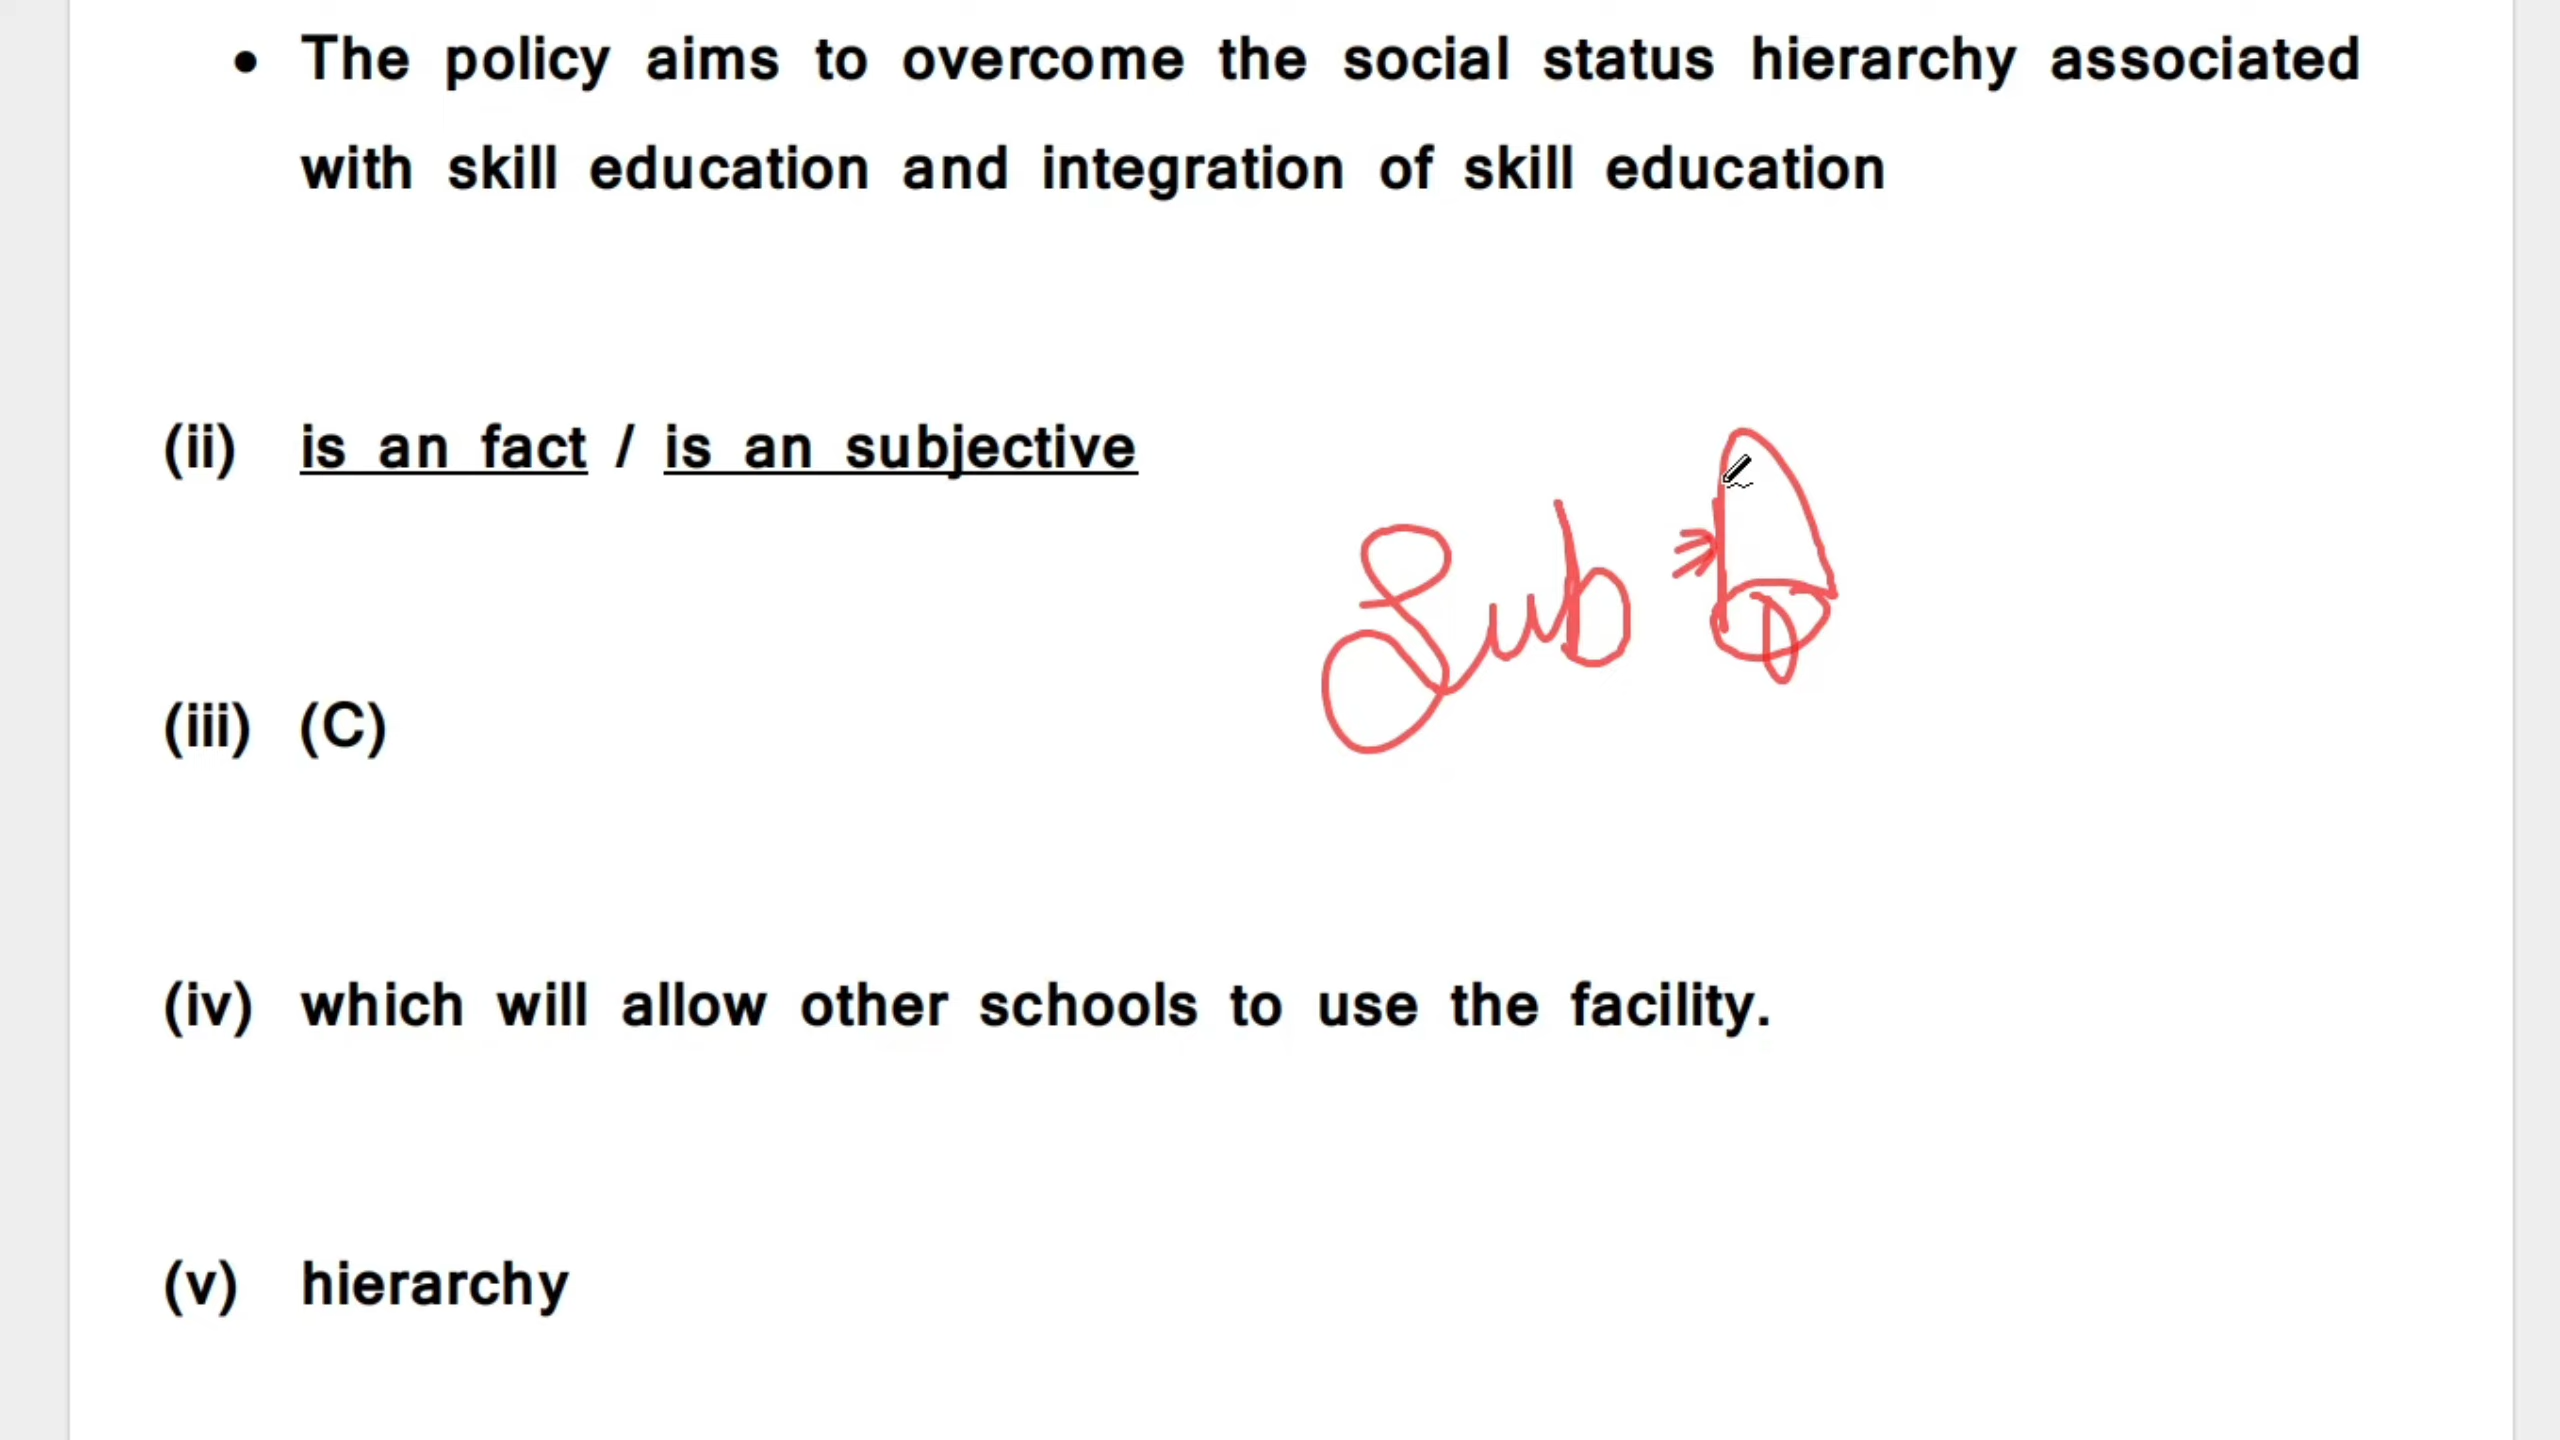 • The policy aims to overcome the social status hierarchy associated
with skill education and integration of skill education
(ii) is an fact / is an subjective
Sub
(iii) (C)
(iv) which will allow other schools to use the facility.
(v) hierarchy